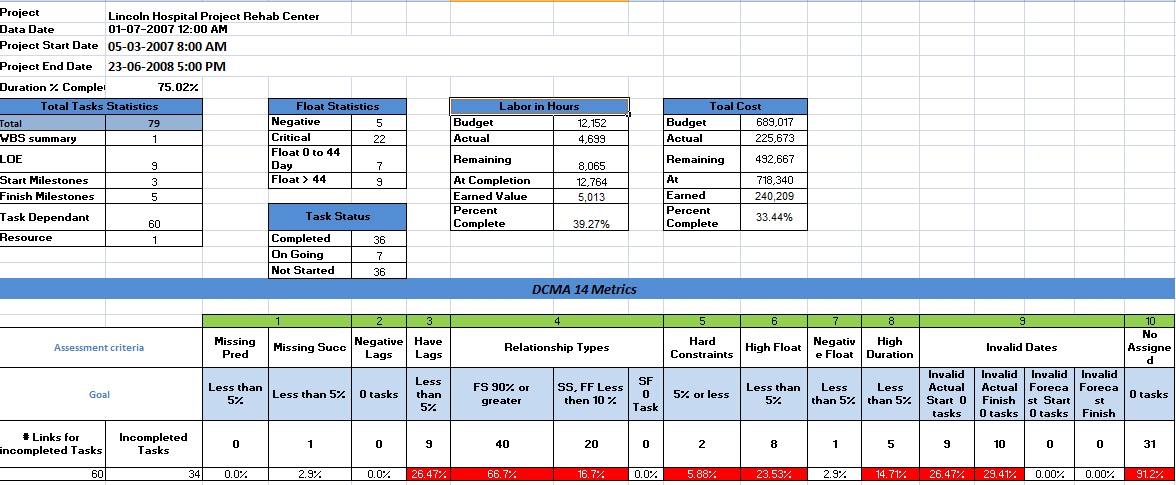 Project Lincoln Hospital Project Rehab Center
Data Date 01-07-2007 12:00 AM
Project Start Date 05-03-2007 8:00 AM
Project End Date 23-06-2008 5:00 PM
Duration % Comple 75.02%
Total Tasks Statistics
Total 79
WBS summary 1
LOE 9
Start Milestones 3
Finish Milestones 5
Task Dependant 60
Resource 1
Float Statistics
Negative 5
Critical 22
Float 0 to 44
Day 7
Float > 44 9
Task Status
Completed 36
On Going 7
Not Started 36
Labor in Hours
Budget 12,152
Actual 4,699
Remaining 8,065
At Completion 12,764
Earned Value 5,013
Percent
Complete 39.27%
Toal Cost
Budget 689,017
Actual 225,673
Remaining 492,667
At 718,340
Earned 240,209
Percent
Complete 33.44%
DCMA 14 Metrics
1 2 3 4 5 6 7 8 9 10
Assessment criteria
Missing
Pred
Missing Succ
Negative
Lags
Have
Lags
Relationship Types
Hard
Constraints
High Float
Negativ
e Float
High
Duration
Invalid Dates
No
Assigne
d
Goal
Less than
5%
Less than 5%
0 tasks
Less
than
5%
FS 90% or
greater
SS, FF Less
then 10 %
SF
0
Task
5% or less
Less than
5%
Less
than 5%
Less
than 5%
Invalid
Actual
Start 0
tasks
Invalid
Actual
Finish
0 tasks
Invalid
Foreca
st Start
0 tasks
Invalid
Foreca
st
Finish
0 tasks
# Links for
incompleted Tasks
Incompleted
Tasks
0 1 0 9 40 20 0 2 8 1 5 9 10 0 0 31
60 34 0.0% 2.9% 0.0% 26.47% 66.7% 16.7% 0.0% 5.88% 23.53% 2.9% 14.71% 26.47% 29.41% 0.00% 0.00% 91.2%